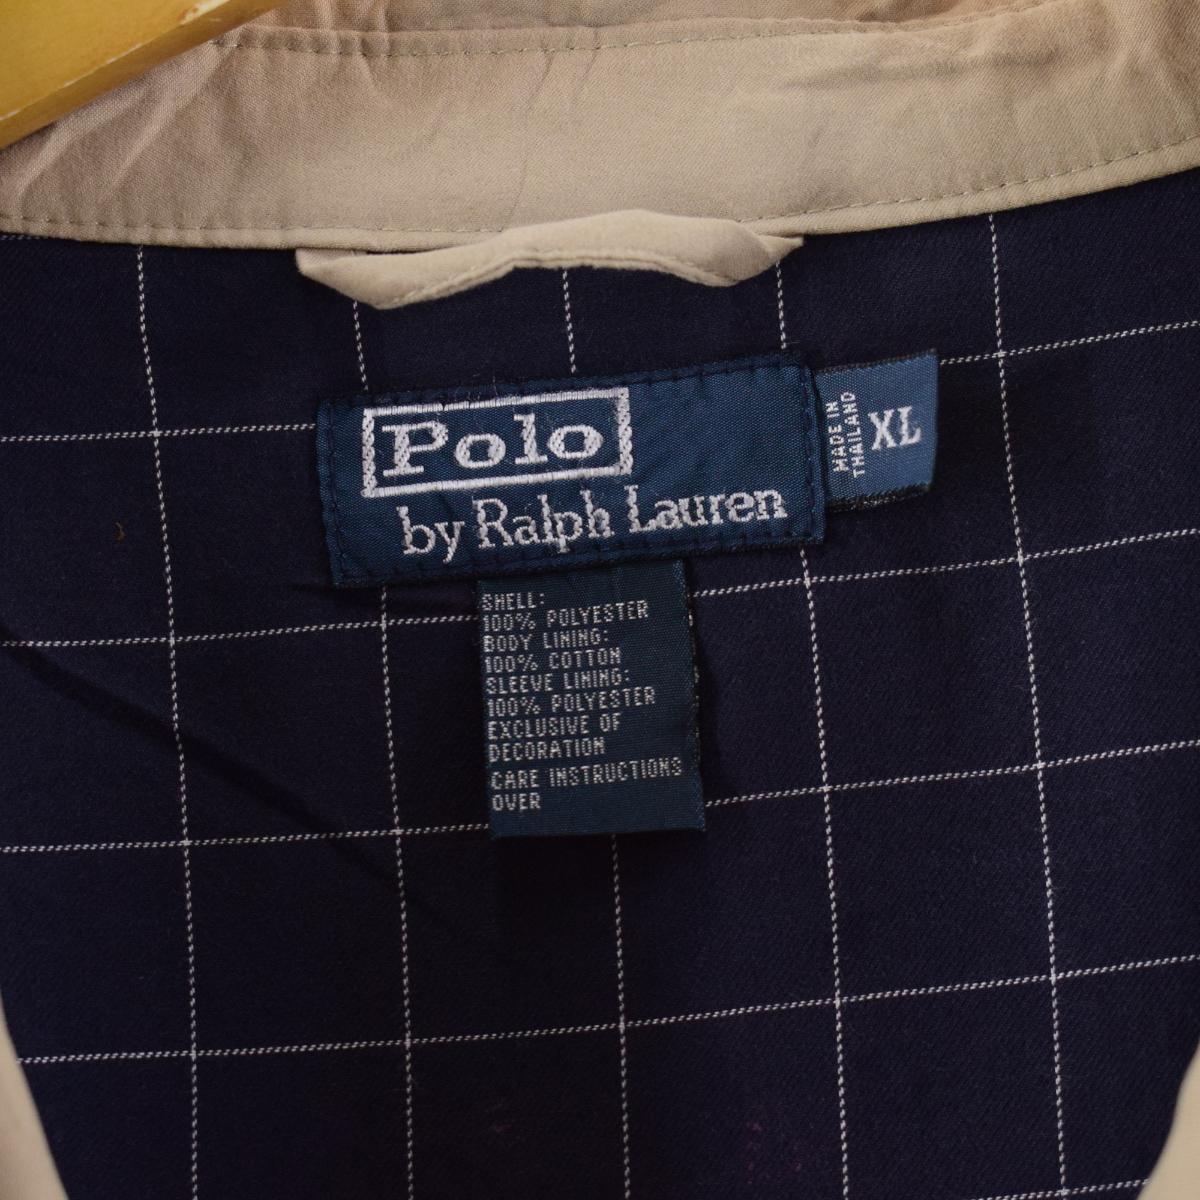 Polo
by Ralph Lauren
MADE IN
THAILAND
XL
SHELL:
100% POLYESTER
BODY LINING:
100% COTTON
SLEEVE LINING:
100% POLYESTER
EXCLUSIVE OF
DECORATION
CARE INSTRUCTIONS
OVER